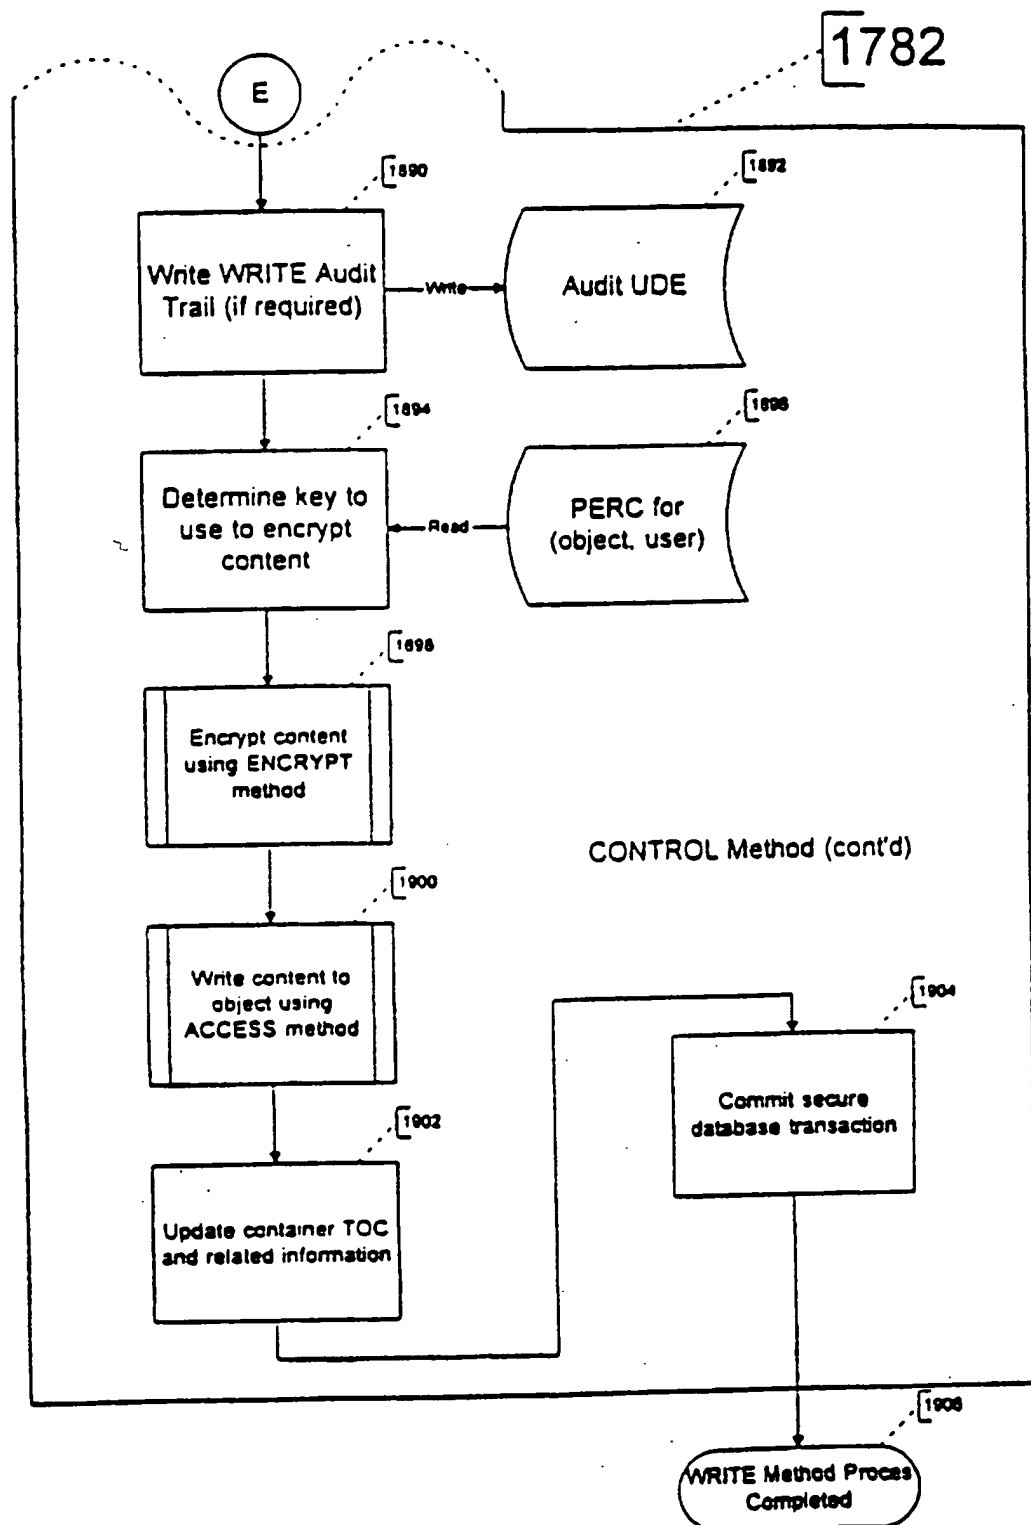 1782
E
1890
1892
Write WRITE Audit
Trail (if required)
Write
Audit UDE
1894
1896
Determine key to
use to encrypt
content
Read
PERC for
(object, user)
1898
Encrypt content
using ENCRYPT
method
CONTROL Method (cont'd)
1900
Write content to
object using
ACCESS method
1904
Commit secure
database transaction
1902
Update container TOC
and related information
1906
WRITE Method Proces
Completed